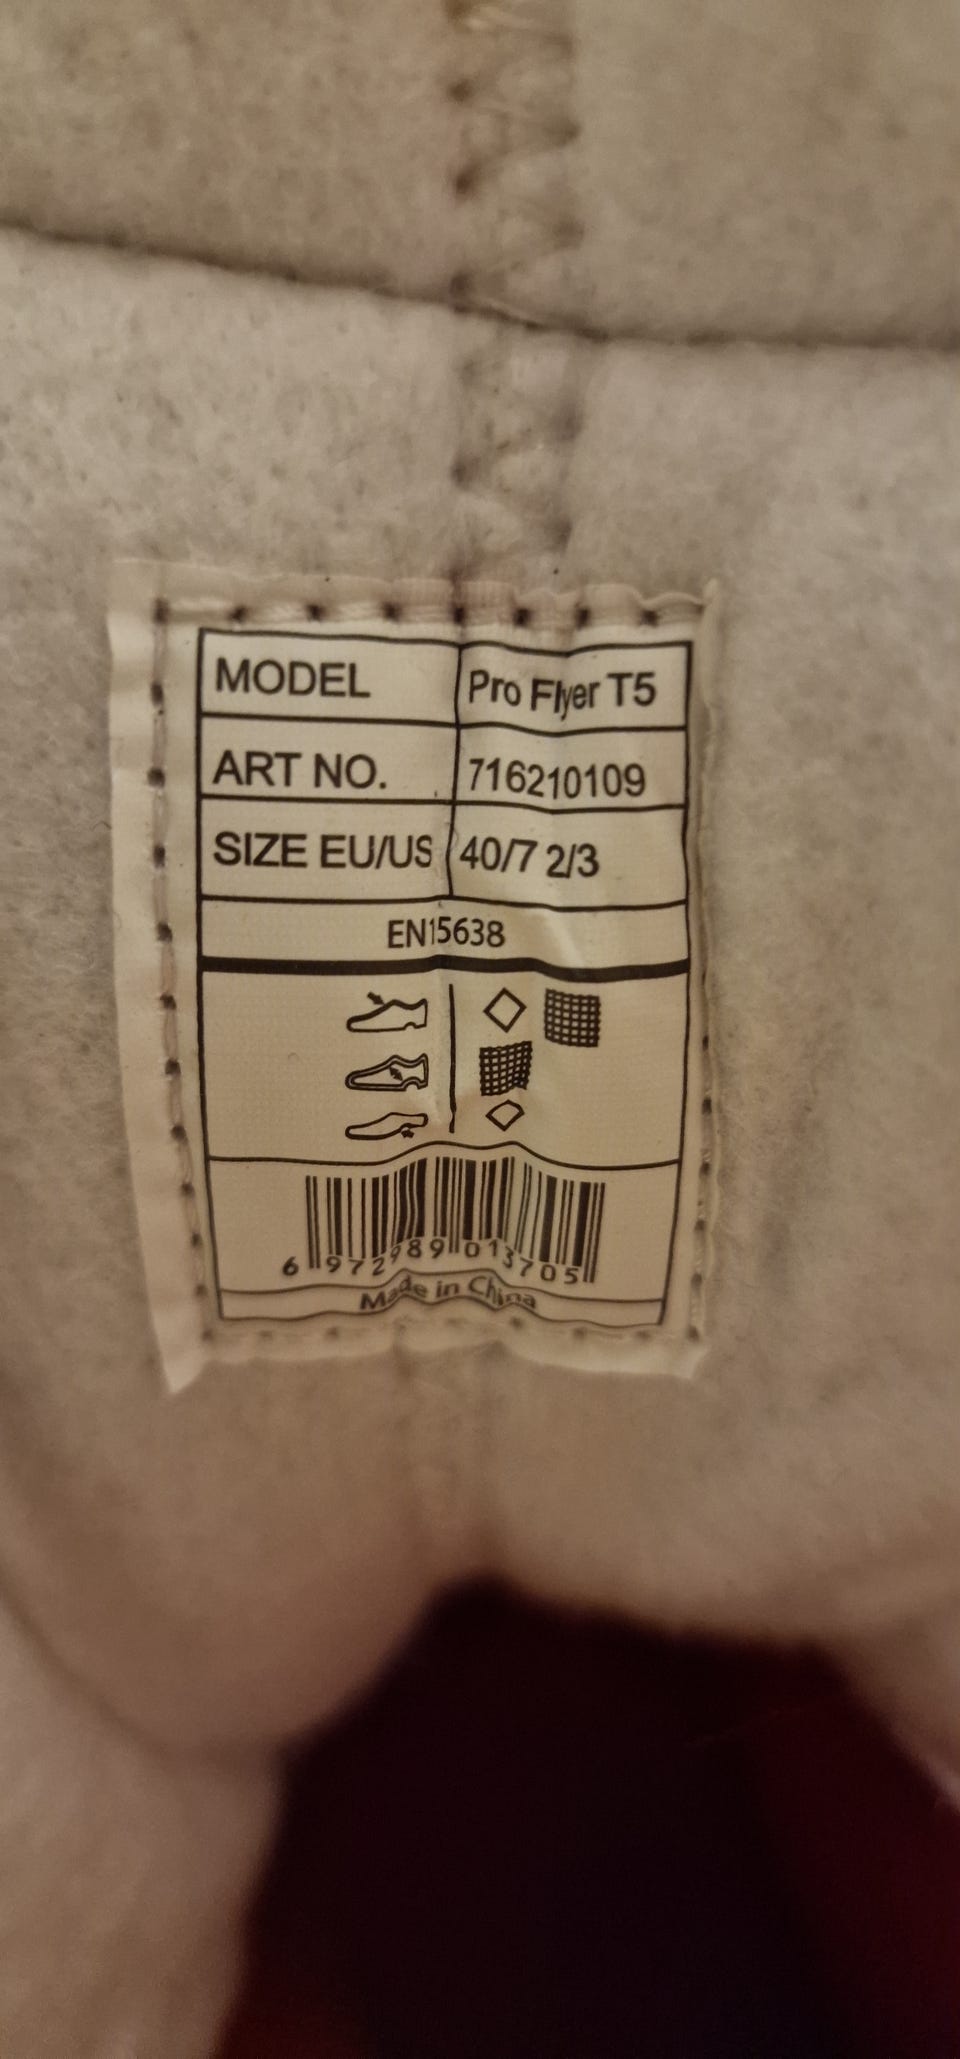 MODEL Pro Flyer T5
ART NO. 716210109
SIZE EU/US 40/7 2/3
EN15638
6 972989 013705
Made in China